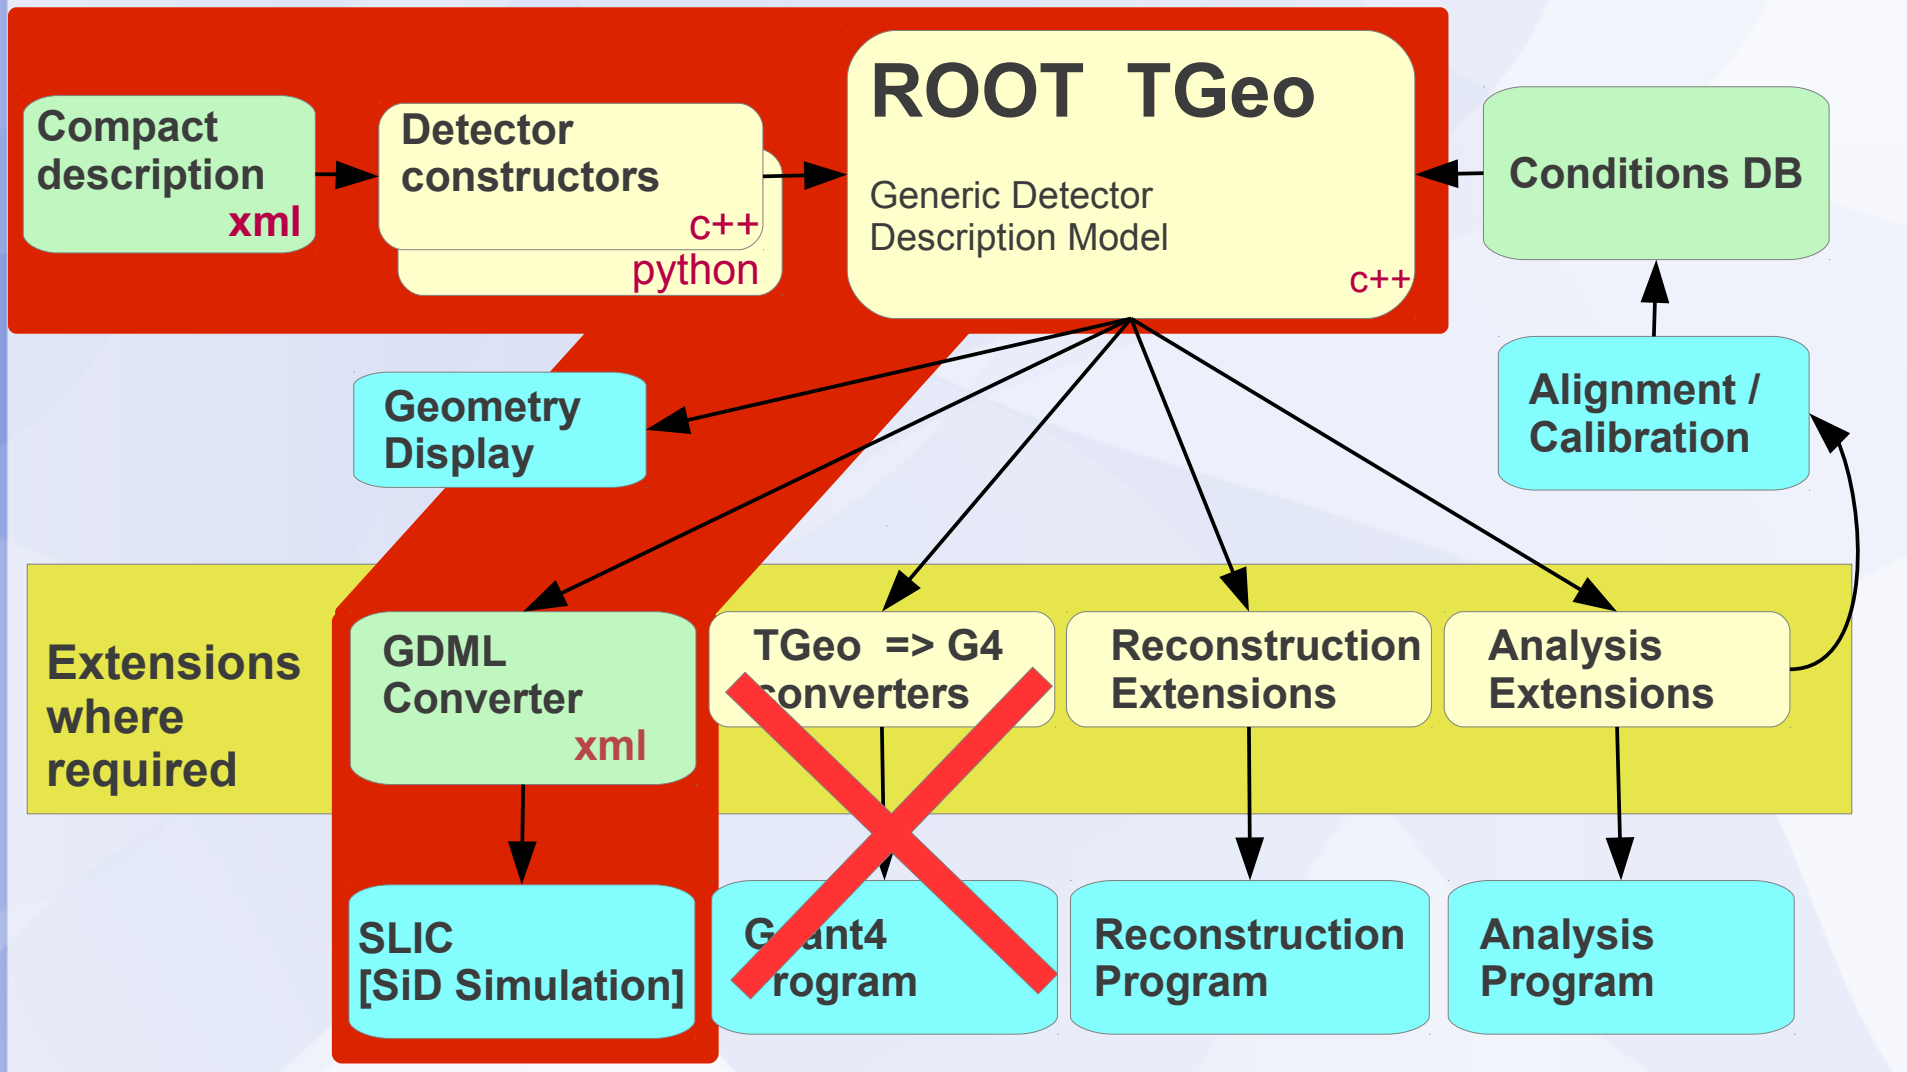 ROOT TGeo
Compact
description
xml
Detector
constructors
c++
python
Generic Detector
Description Model
c++
Conditions DB
Geometry
Display
Alignment /
Calibration
Extensions
where
required
GDML
Converter
xml
TGeo => G4
converters
Reconstruction
Extensions
Analysis
Extensions
SLIC
[SiD Simulation]
Geant4
Program
Reconstruction
Program
Analysis
Program